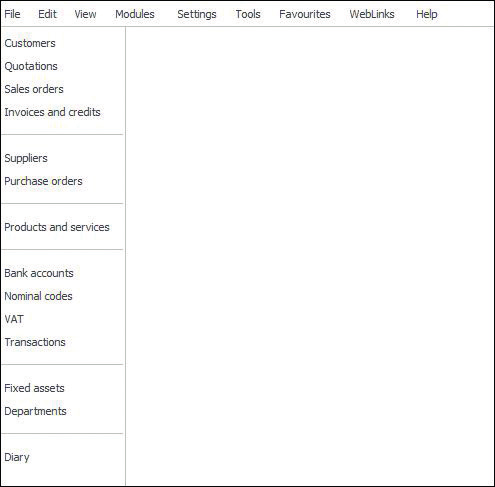 File Edit View Modules Settings Tools Favourites WebLinks Help
Customers
Quotations
Sales orders
Invoices and credits
Suppliers
Purchase orders
Products and services
Bank accounts
Nominal codes
VAT
Transactions
Fixed assets
Departments
Diary